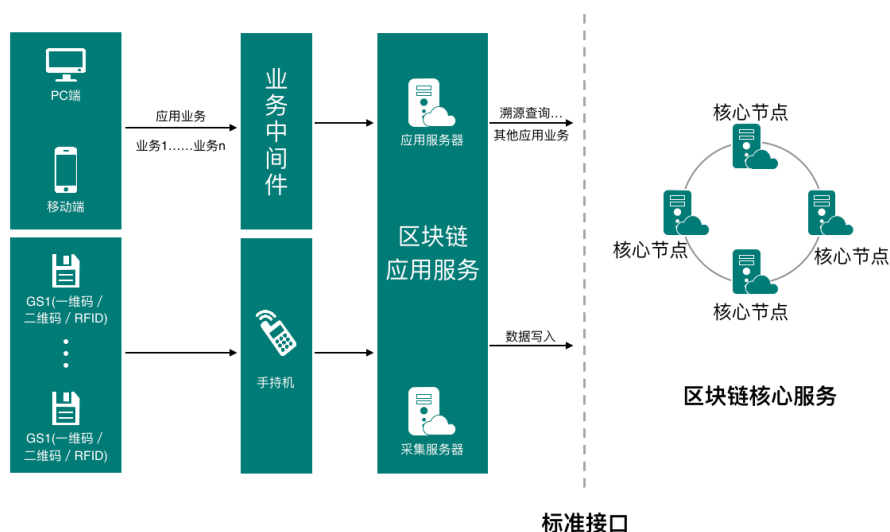 PC端
移动端
应用业务
业务1……业务n
业
务
中
间
件
应用服务器
溯源查询...
其他应用业务
区块链
应用服务
GS1(一维码 /
二维码 / RFID)
GS1(一维码 /
二维码 / RFID)
手持机
采集服务器
数据写入
核心节点
核心节点
核心节点
核心节点
区块链核心服务
标准接口